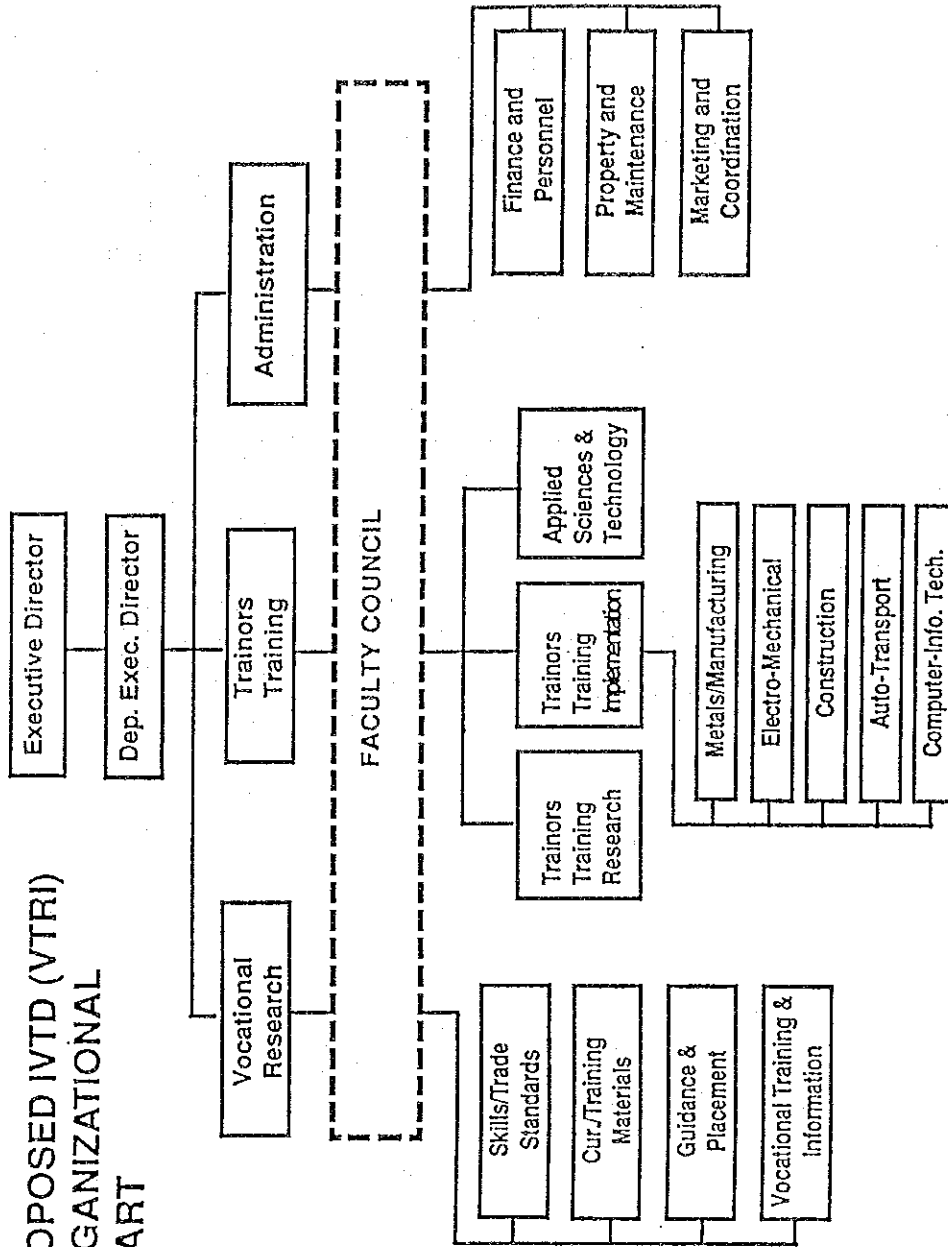 OPOSED IVTD (VTRI)
GANIZATIONAL
ART
Executive Director
Dep. Exec. Director
Vocational
Research
Trainors
Training
Administration
FACULTY COUNCIL
Skills/Trade
Standards
Cur./Training
Materials
Guidance &
Placement
Vocational Training &
Information
Trainors
Training
Research
Trainors
Training
Implementation
Applied
Sciences &
Technology
Metals/Manufacturing
Electro-Mechanical
Construction
Auto-Transport
Computer-Info. Tech.
Finance and
Personnel
Property and
Maintenance
Marketing and
Coordination